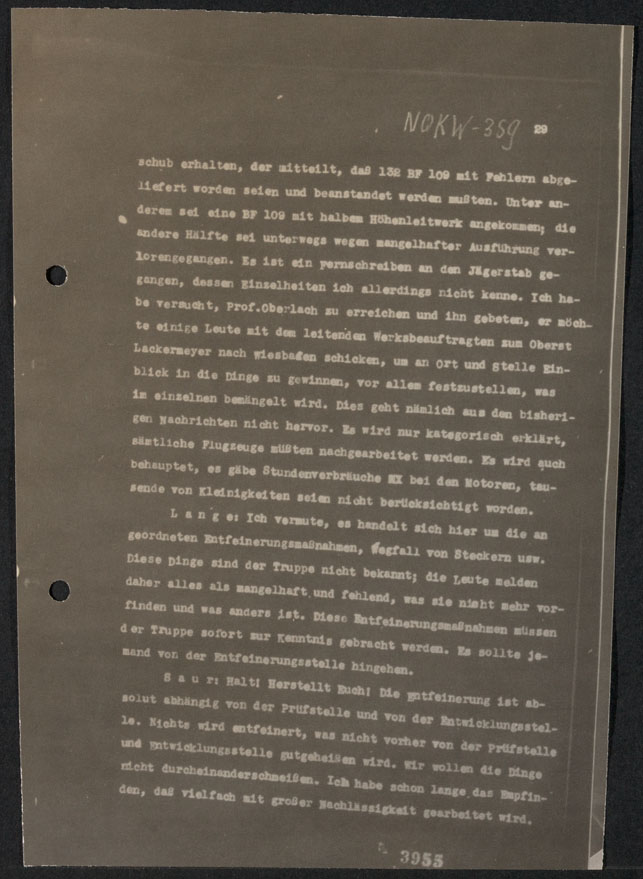 NOKW-359 29
schub erhalten, der mitteilt, daß 132 BF 109 mit Fehlern abge-
liefert worden seien und beanstandet werden mußten. Unter an-
derem sei eine BF 109 mit halbem Höhenleitwerk angekommen; die
andere Hälfte sei unterwegs wegen mangelhafter Ausführung ver-
lorengegangen. Es ist ein Fernschreiben an den Jägerstab ge-
gangen, dessen Einzelheiten ich allerdings nicht kenne. Ich ha-
be versucht, Prof.Oberlach zu erreichen und ihn gebeten, er möch-
te einige Leute mit dem leitenden Werksbeauftragten zum Oberst
Lackermeyer nach Wiesbaden schicken, um an Ort und Stelle Ein-
blick in die Dinge zu gewinnen, vor allem festzustellen, was
im einzelnen bemängelt wird. Dies geht nämlich aus den bisheri-
gen Nachrichten nicht hervor. Es wird nur kategorisch erklärt,
sämtliche Flugzeuge müßten nachgearbeitet werden. Es wird auch
behauptet, es gäbe Stundenverbräuche XX bei den Motoren, tau-
sende von Kleinigkeiten seien nicht berücksichtigt worden.
L a n g e: Ich vermute, es handelt sich hier um die an
geordneten Entfeinerungsmaßnahmen, Wegfall von Steckern usw.
Diese Dinge sind der Truppe nicht bekannt; die Leute melden
daher alles als mangelhaft und fehlend, was sie nicht mehr vor-
finden und was anders ist. Diese Entfeinerungsmaßnahmen müssen
der Truppe sofort zur Kenntnis gebracht werden. Es sollte je-
mand von der Entfeinerungsstelle hingehen.
S a u r: Halt! Herstellt Euch! Die Entfeinerung ist ab-
solut abhängig von der Prüfstelle und von der Entwicklungsstel-
le. Nichts wird entfeinert, was nicht vorher von der Prüfstelle
und Entwicklungsstelle gutgeheißen wird. Wir wollen die Dinge
nicht durcheinanderschmeißen. Ich habe schon lange das Empfin-
den, daß vielfach mit großer Nachlässigkeit gearbeitet wird.
3955